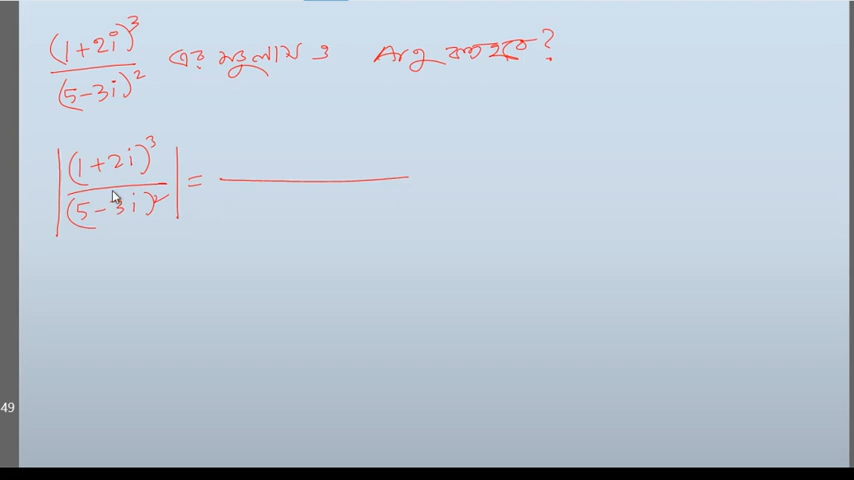 (1+2i)³/(5-3i)² এর মডুলাস ও Arg কত হবে?
|(1+2i)³/(5-3i)²| =
49